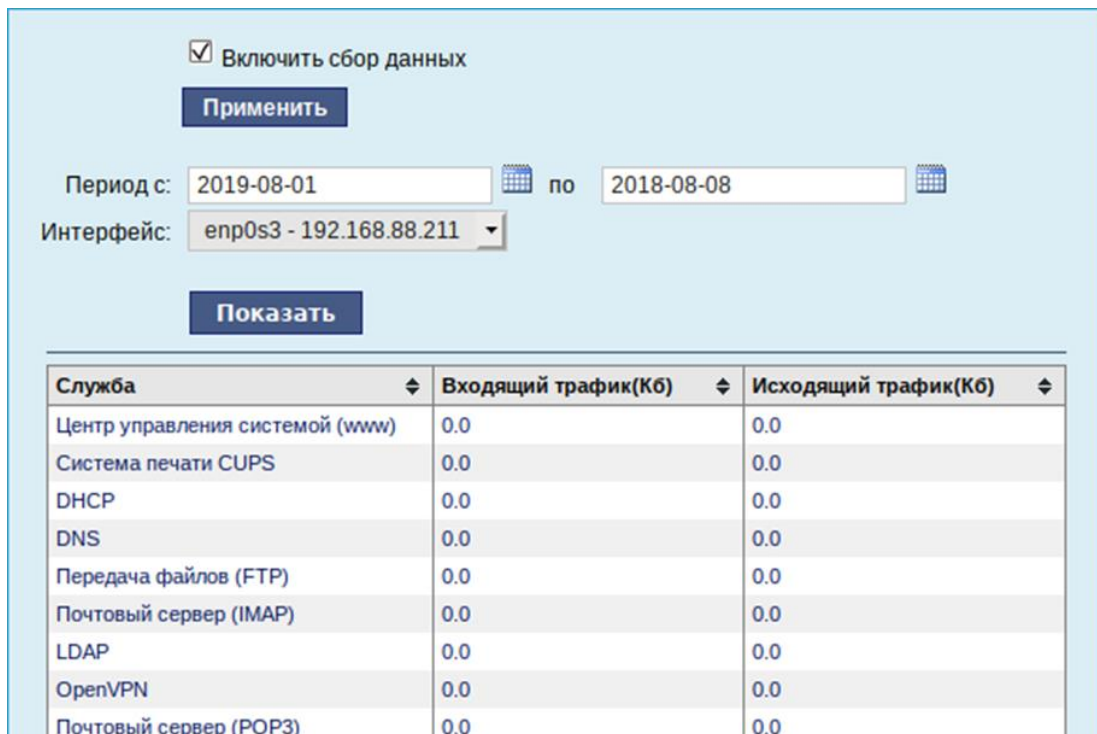 Включить сбор данных
Применить
Период с: 2019-08-01 по 2018-08-08
Интерфейс: enp0s3 - 192.168.88.211
Показать
Служба Входящий трафик(Кб) Исходящий трафик(Кб)
Центр управления системой (www) 0.0 0.0
Система печати CUPS 0.0 0.0
DHCP 0.0 0.0
DNS 0.0 0.0
Передача файлов (FTP) 0.0 0.0
Почтовый сервер (IMAP) 0.0 0.0
LDAP 0.0 0.0
OpenVPN 0.0 0.0
Почтовый сервер (POP3) 0.0 0.0